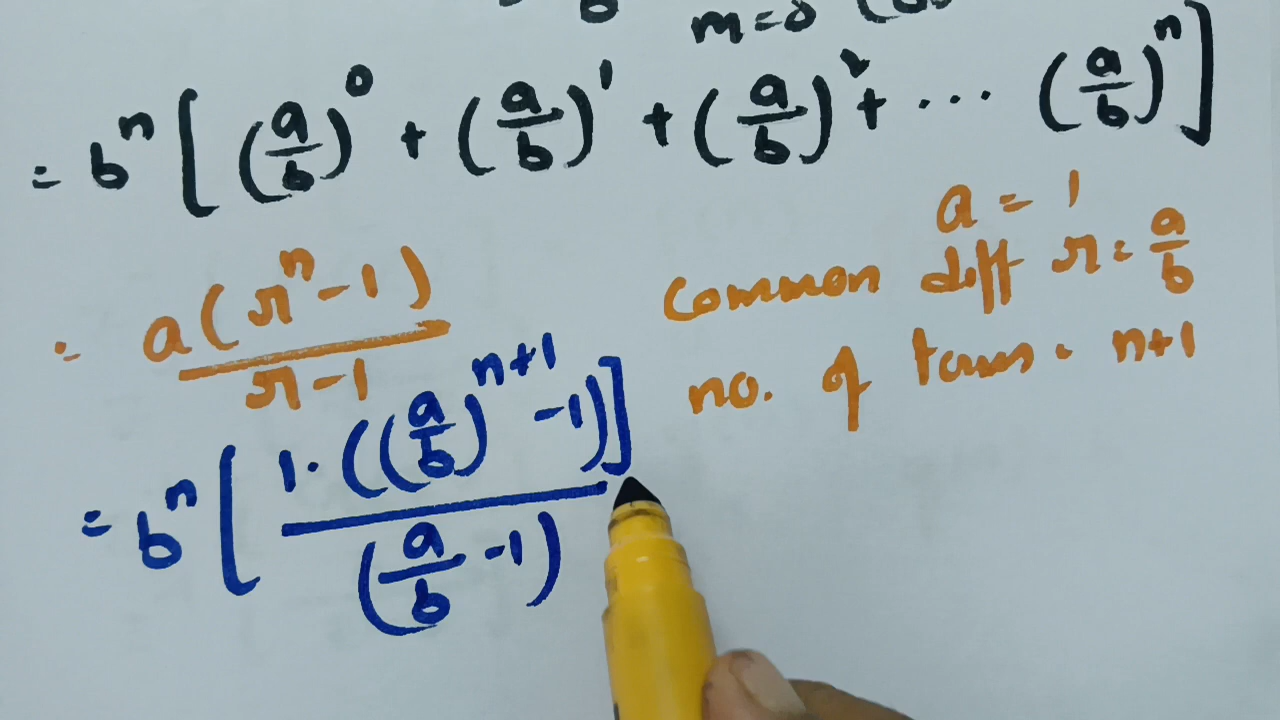 m=0
= bⁿ [ (a/b)⁰ + (a/b)¹ + (a/b)² + ... (a/b)ⁿ ]
a = 1
common diff r = a/b
no. of terms = n+1
= a(rⁿ-1) / r-1
= bⁿ [ 1·((a/b)ⁿ⁺¹ -1) / (a/b -1) ]